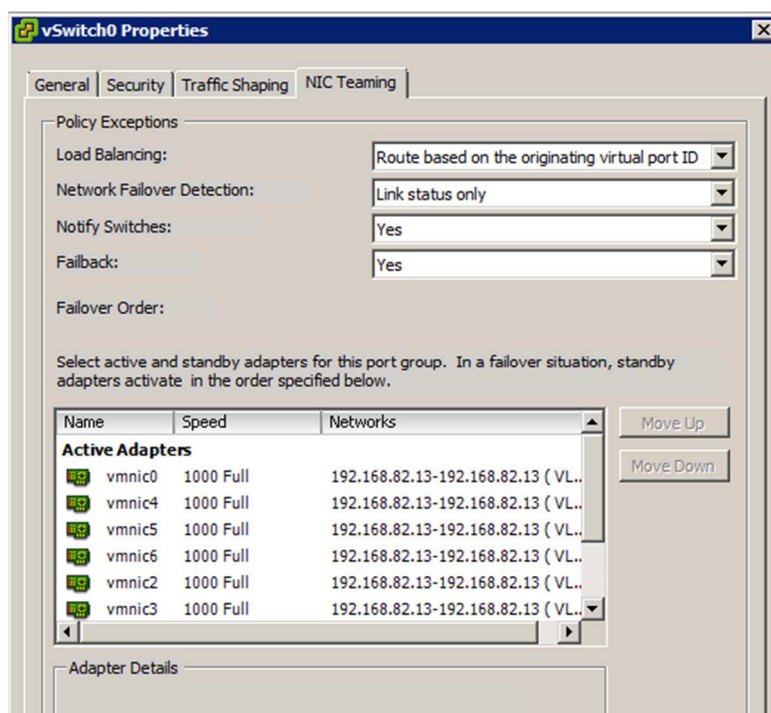 vSwitch0 Properties
General Security Traffic Shaping NIC Teaming
Policy Exceptions
Load Balancing: Route based on the originating virtual port ID
Network Failover Detection: Link status only
Notify Switches: Yes
Failback: Yes
Failover Order:
Select active and standby adapters for this port group. In a failover situation, standby
adapters activate in the order specified below.
Name Speed Networks
Move Up
Active Adapters
Move Down
vmnic0 1000 Full 192.168.82.13-192.168.82.13 ( VL..
vmnic4 1000 Full 192.168.82.13-192.168.82.13 ( VL..
vmnic5 1000 Full 192.168.82.13-192.168.82.13 ( VL..
vmnic6 1000 Full 192.168.82.13-192.168.82.13 ( VL..
vmnic2 1000 Full 192.168.82.13-192.168.82.13 ( VL..
vmnic3 1000 Full 192.168.82.13-192.168.82.13 ( VL..
Adapter Details